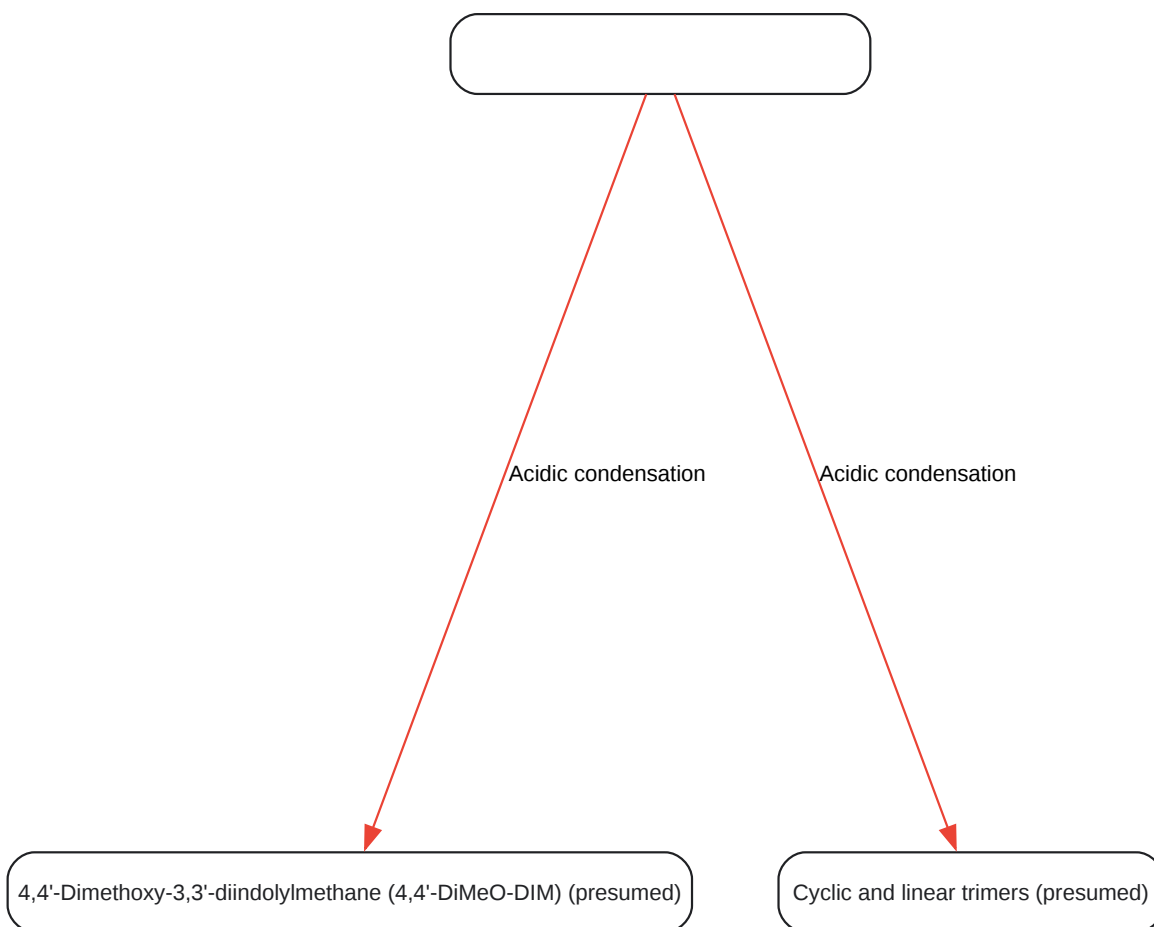 Acidic condensation
Acidic condensation
4,4'-Dimethoxy-3,3'-diindolylmethane (4,4'-DiMeO-DIM) (presumed)
Cyclic and linear trimers (presumed)